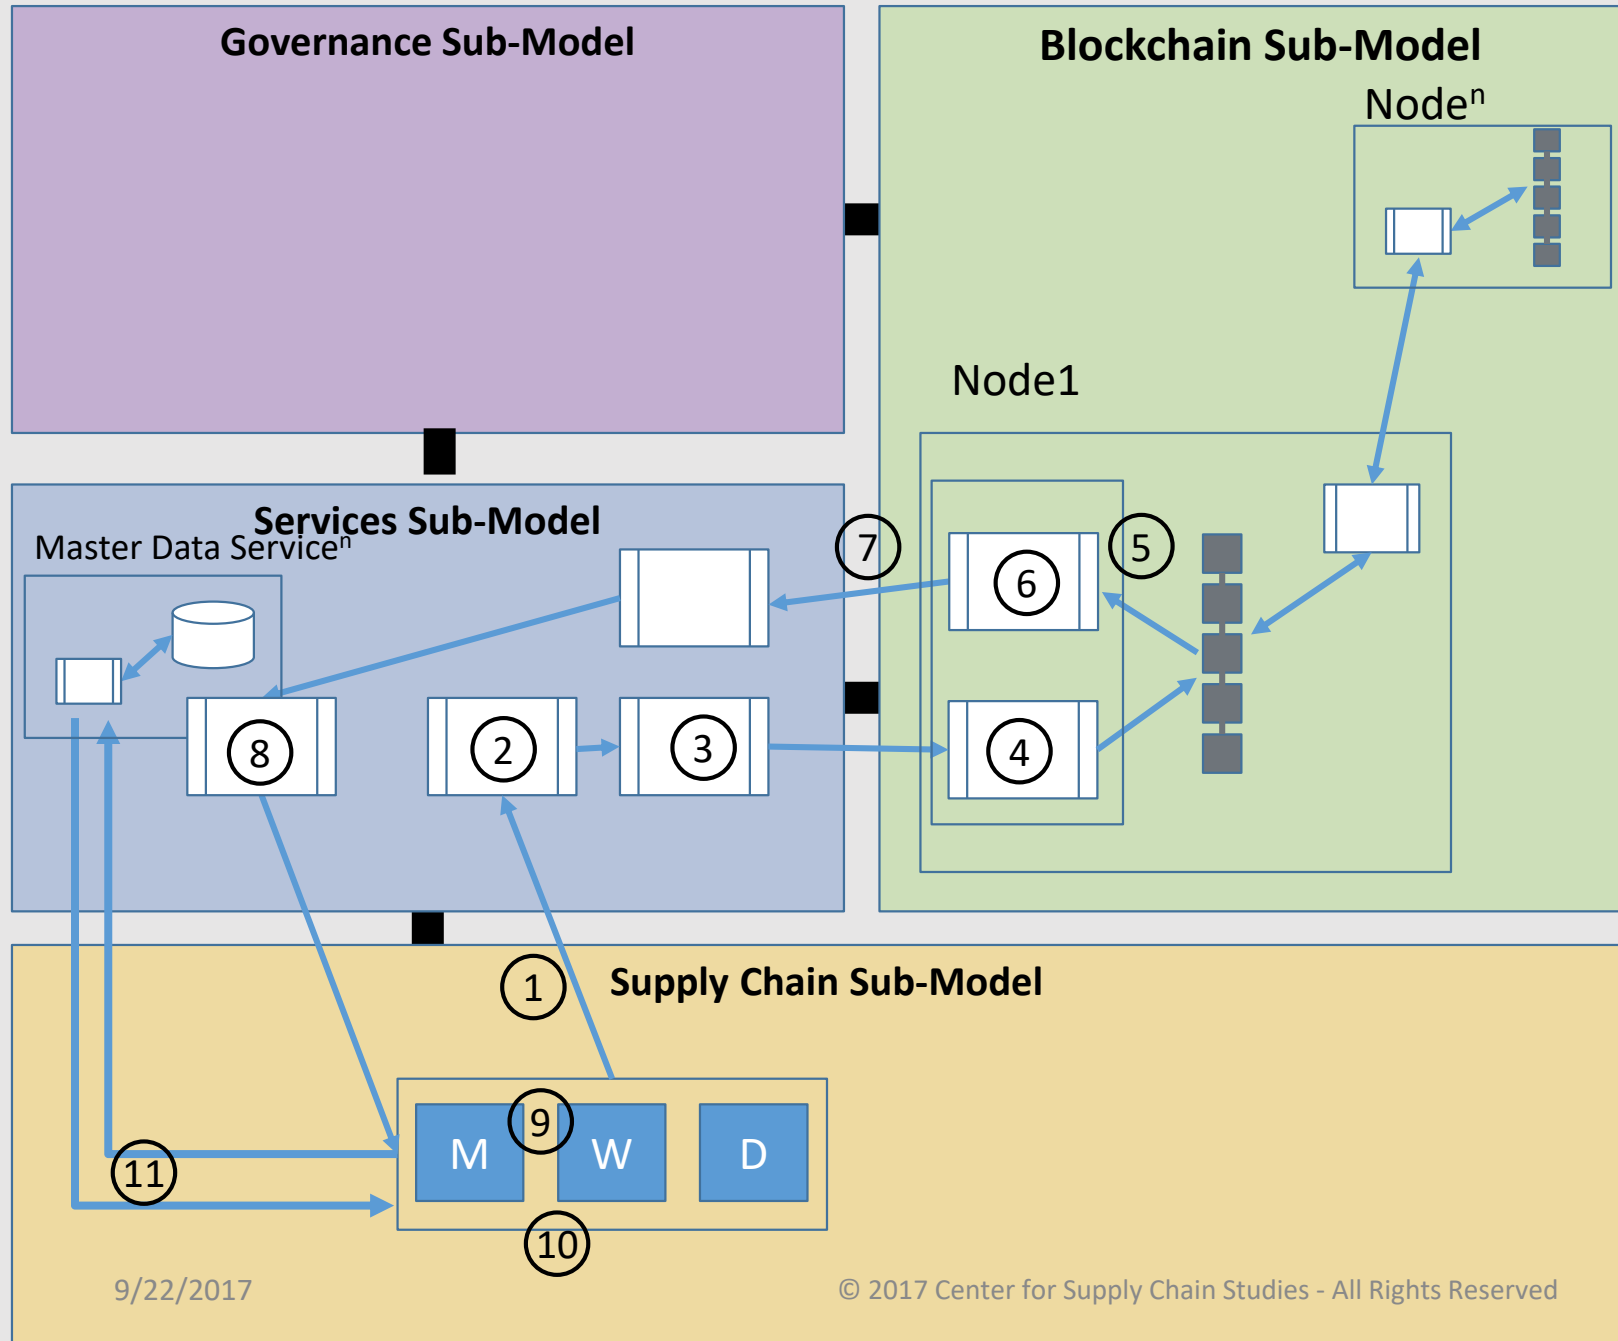 Governance Sub-Model
Blockchain Sub-Model
Nodeⁿ
Node1
Services Sub-Model
Master Data Serviceⁿ
7
5
6
8
2
3
4
1
Supply Chain Sub-Model
9
M
W
D
11
10
9/22/2017
© 2017 Center for Supply Chain Studies - All Rights Reserved